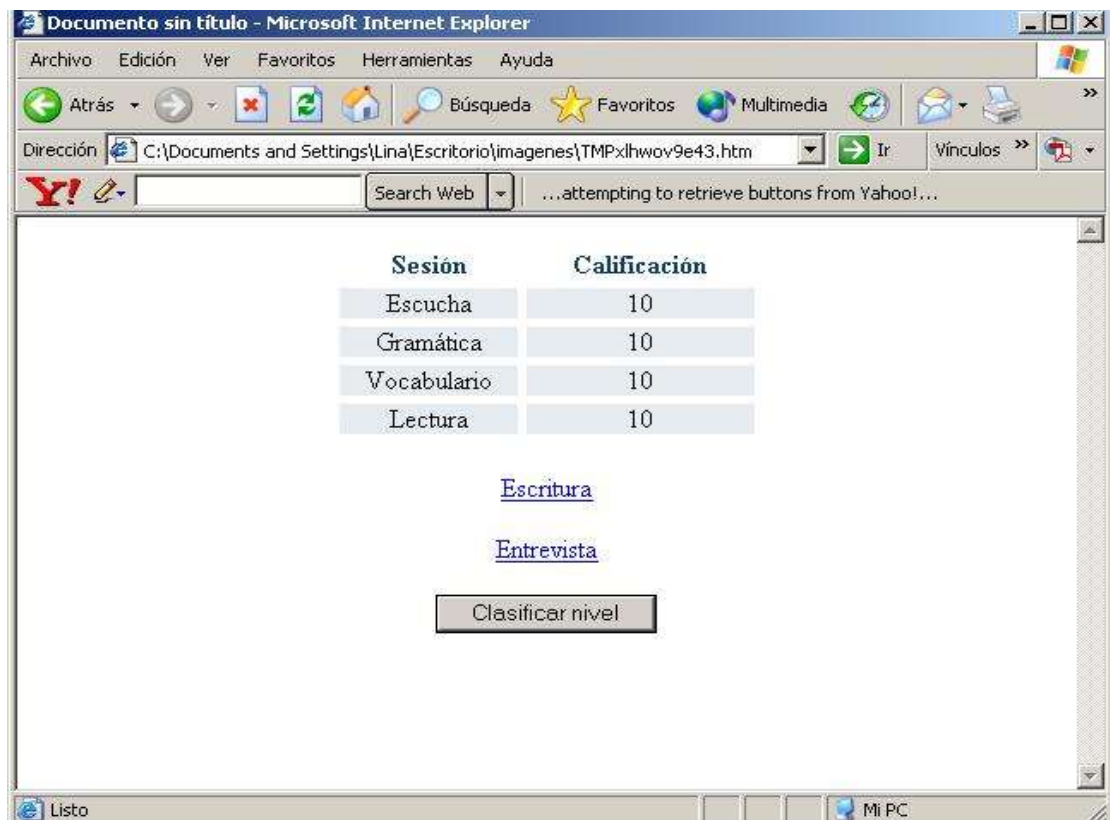 Documento sin título - Microsoft Internet Explorer
Archivo Edición Ver Favoritos Herramientas Ayuda
Atrás Búsqueda Favoritos Multimedia »
Dirección C:\Documents and Settings\Lina\Escritorio\imagenes\TMPxlhwov9e43.htm Ir Vínculos »
Y! Search Web ...attempting to retrieve buttons from Yahoo!...
Sesión Calificación
Escucha 10
Gramática 10
Vocabulario 10
Lectura 10
Escritura
Entrevista
Clasificar nivel
Listo Mi PC